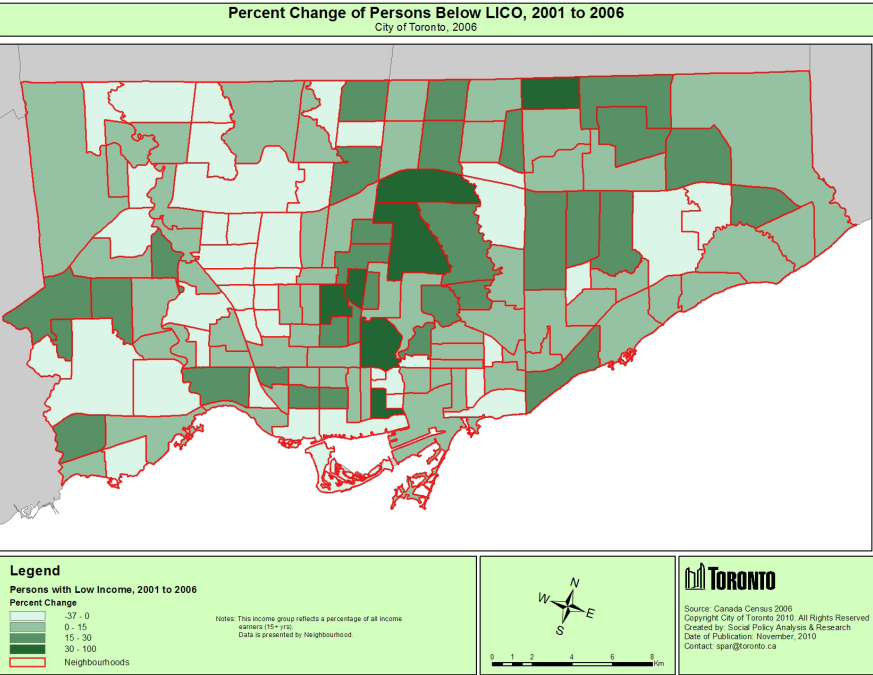 Percent Change of Persons Below LICO, 2001 to 2006
City of Toronto, 2006
Legend
Persons with Low Income, 2001 to 2006
Percent Change
-37 - 0
0 - 15
15 - 30
30 - 100
Neighbourhoods
Notes: This income group reflects a percentage of all income
earners (15+ yrs).
Data is presented by Neighbourhood.
N
W
E
S
0 1 2 4 6 8
Km
TORONTO
Source: Canada Census 2006
Copyright City of Toronto 2010. All Rights Reserved
Created by: Social Policy Analysis & Research
Date of Publication: November, 2010
Contact: spar@toronto.ca